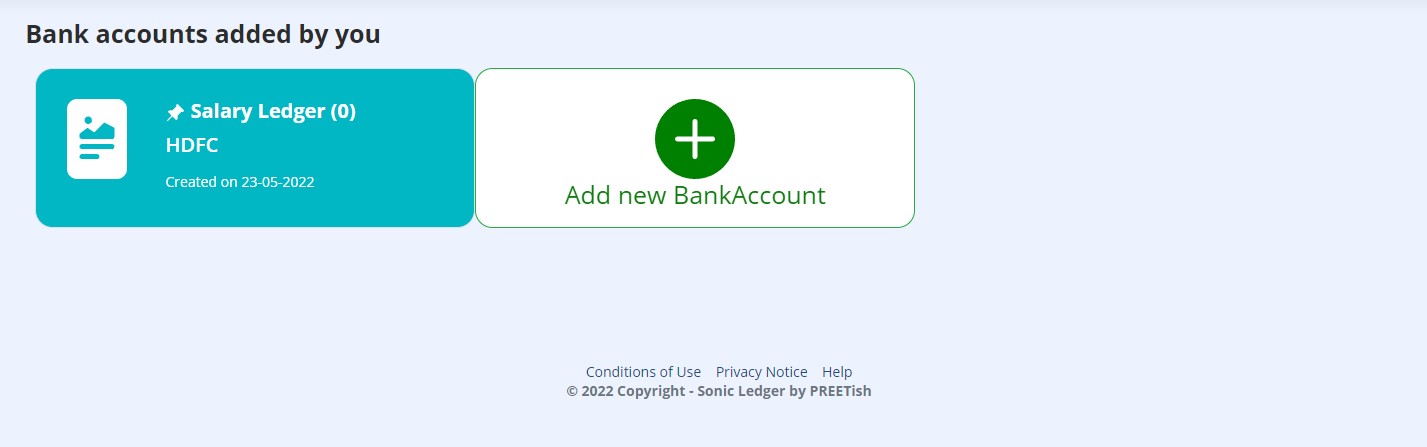 Bank accounts added by you
Salary Ledger (0)
HDFC
Created on 23-05-2022
Add new BankAccount
Conditions of Use Privacy Notice Help
© 2022 Copyright - Sonic Ledger by PREETish